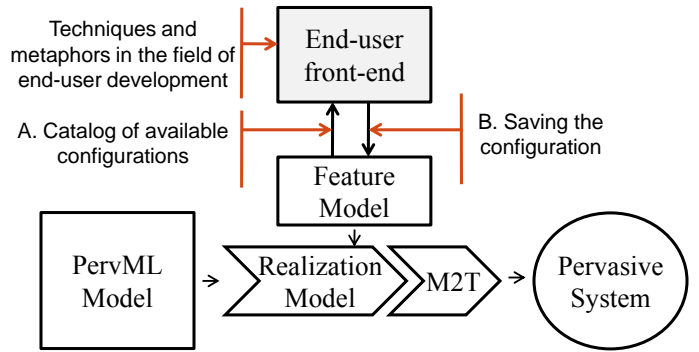 Techniques and
metaphors in the field of
end-user development
End-user
front-end
A. Catalog of available
configurations
B. Saving the
configuration
Feature
Model
PervML
Model
Realization
Model
M2T
Pervasive
System